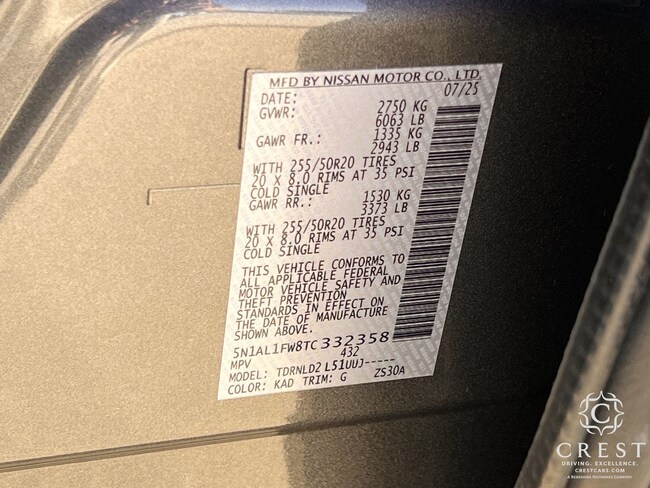 MFD BY NISSAN MOTOR CO., LTD.
DATE: 07/25
GVWR: 2750 KG
6063 LB
GAWR FR.: 1335 KG
2943 LB
WITH 255/50R20 TIRES
20 X 8.0 RIMS AT 35 PSI
COLD SINGLE
GAWR RR.: 1530 KG
3373 LB
WITH 255/50R20 TIRES
20 X 8.0 RIMS AT 35 PSI
COLD SINGLE
THIS VEHICLE CONFORMS TO
ALL APPLICABLE FEDERAL
MOTOR VEHICLE SAFETY AND
THEFT PREVENTION
STANDARDS IN EFFECT ON
THE DATE OF MANUFACTURE
SHOWN ABOVE.
5N1AL1FW8TC332358
MPV 432
MODEL: TDRNLD2 L51UUJ-----
COLOR: KAD TRIM: G ZS30A
C
CREST
DRIVING. EXCELLENCE.
CRESTCARS.COM